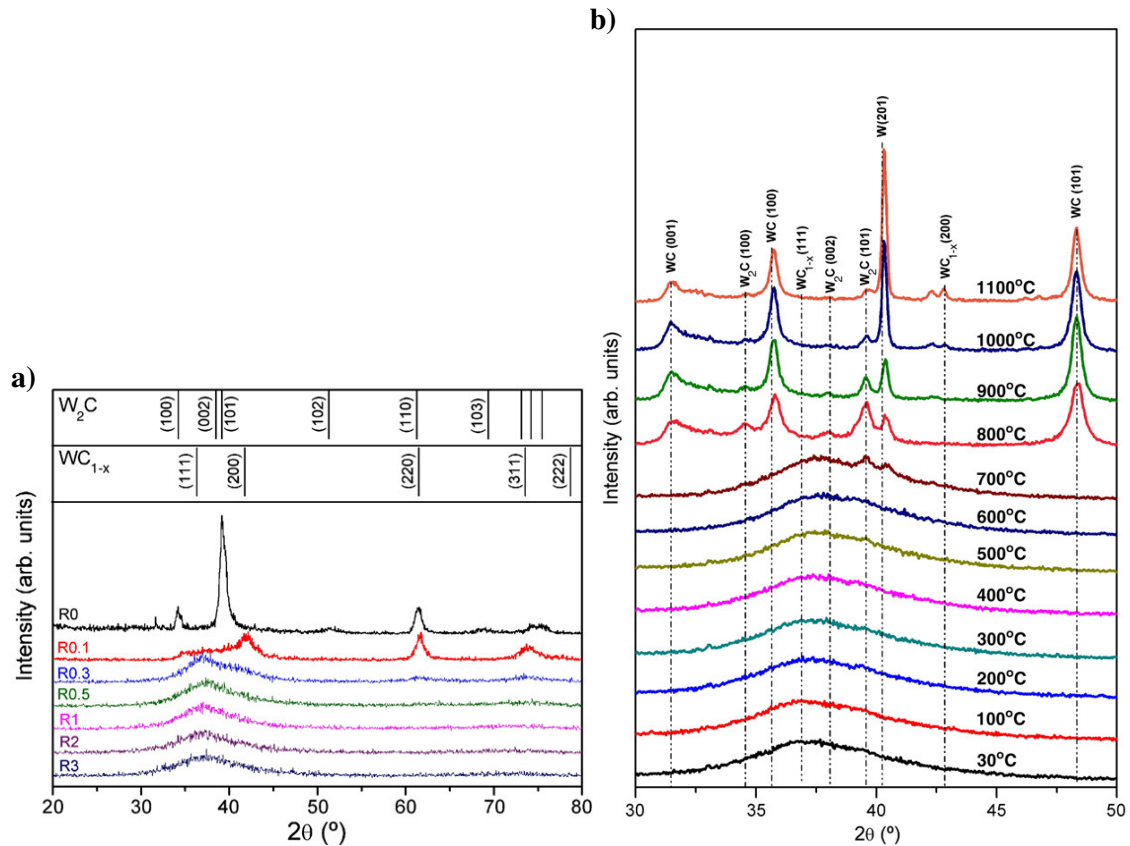 a)
W2C
(100)
(002)
(101)
(102)
(110)
(103)
WC1-x
(111)
(200)
(220)
(311)
(222)
Intensity (arb. units)
R0
R0.1
R0.3
R0.5
R1
R2
R3
20 30 40 50 60 70 80
2θ (º)
b)
WC (001)
W2C (100)
WC (100)
WC1-x (111)
W2C (002)
W2C (101)
W(201)
WC1-x (200)
WC (101)
1100ºC
1000ºC
900ºC
800ºC
700ºC
600ºC
500ºC
400ºC
300ºC
200ºC
100ºC
30ºC
Intensity (arb. units)
30 35 40 45 50
2θ (º)